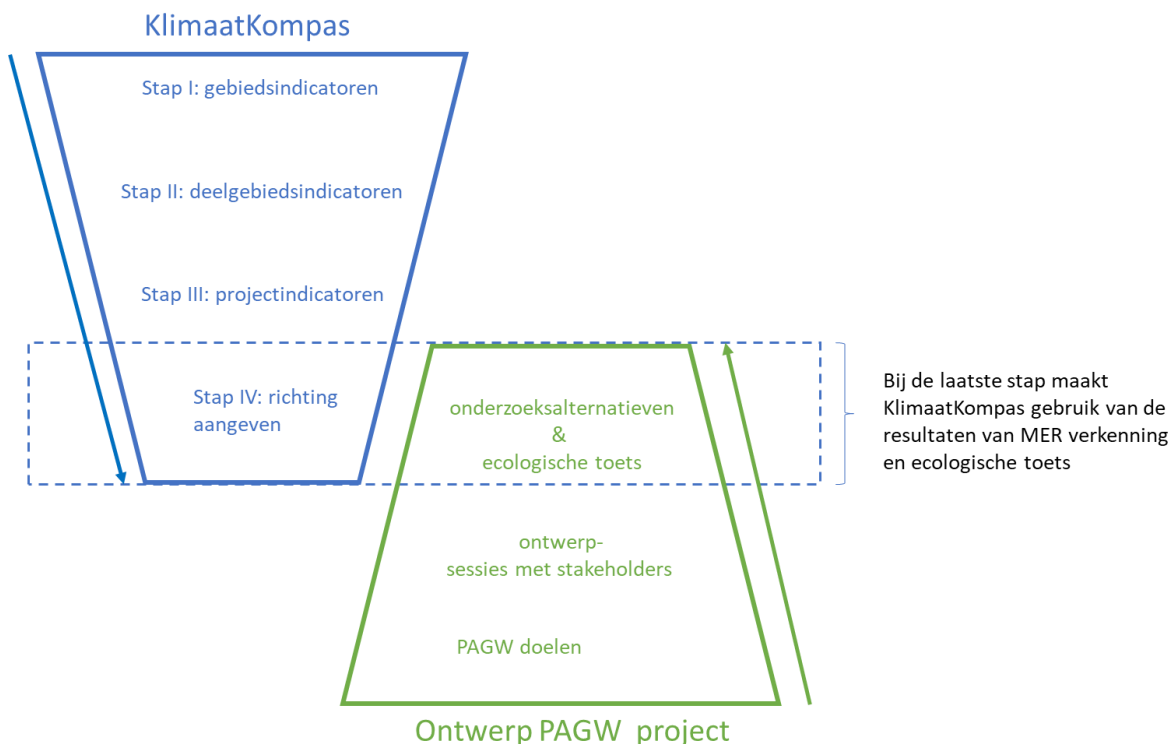 KlimaatKompas
Stap I: gebiedsindicatoren
Stap II: deelgebiedsindicatoren
Stap III: projectindicatoren
Stap IV: richting
aangeven
onderzoeksalternatieven
&
ecologische toets
ontwerp-
sessies met stakeholders
PAGW doelen
Ontwerp PAGW project
Bij de laatste stap maakt
KlimaatKompas gebruik van de
resultaten van MER verkenning
en ecologische toets